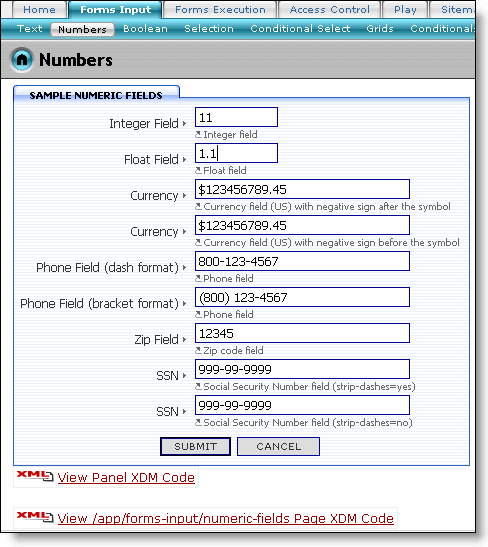 Home Forms Input Forms Execution Access Control Play Sitem
Text Numbers Boolean Selection Conditional Select Grids Conditional
Numbers
SAMPLE NUMERIC FIELDS
Integer Field 11
Integer field
Float Field 1.1
Float field
Currency $123456789.45
Currency field (US) with negative sign after the symbol
Currency $123456789.45
Currency field (US) with negative sign before the symbol
Phone Field (dash format) 800-123-4567
Phone field
Phone Field (bracket format) (800) 123-4567
Phone field
Zip Field 12345
Zip code field
SSN 999-99-9999
Social Security Number field (strip-dashes=yes)
SSN 999-99-9999
Social Security Number field (strip-dashes=no)
SUBMIT CANCEL
XML View Panel XDM Code
XML View /app/forms-input/numeric-fields Page XDM Code